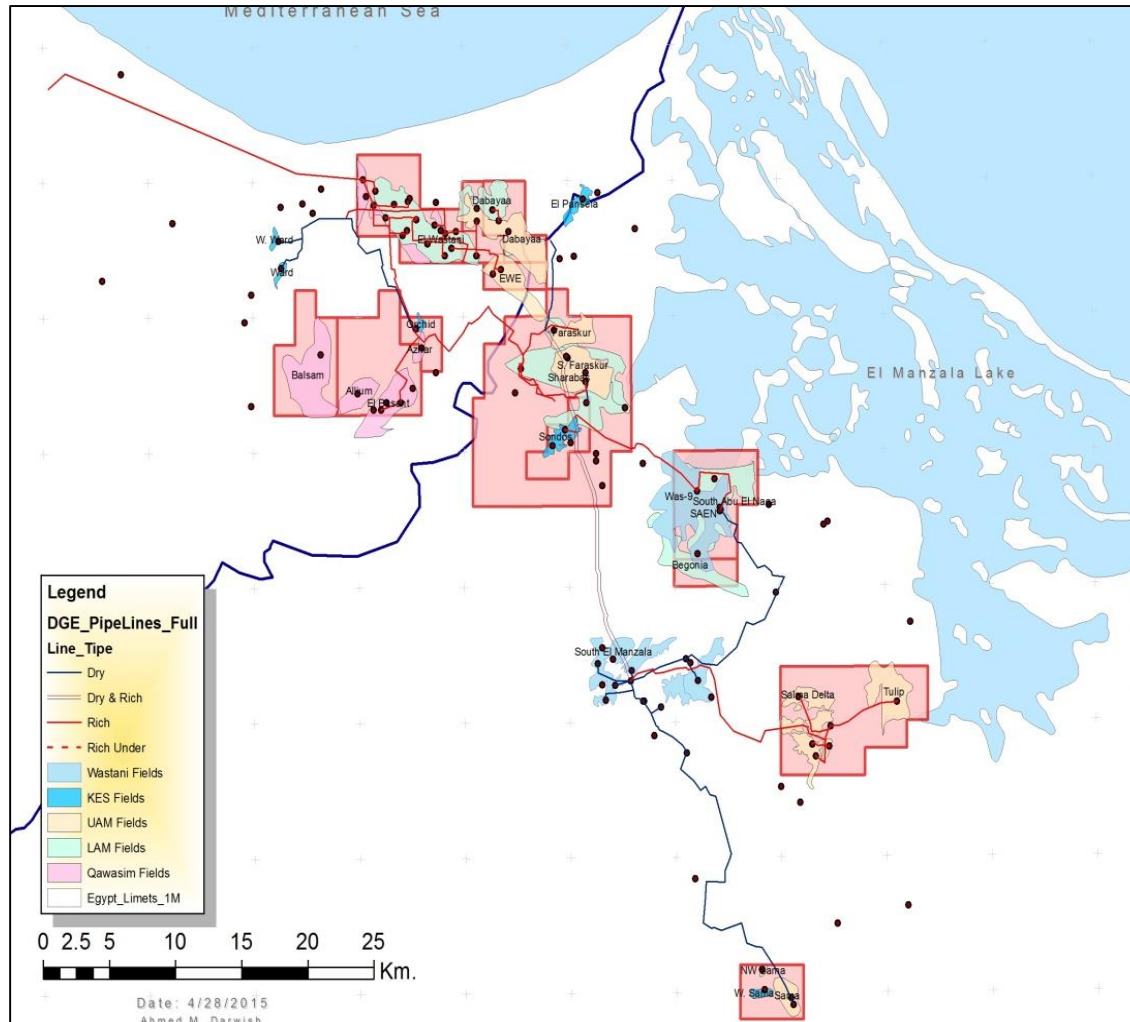 Mediterranean Sea
Dabayaa
El Pansela
W. Ward
El Wastani
Dabayaa
Ward
EWE
Orchid
Faraskur
Azhar
S. Faraskur
Balsam
Sharabas
El Manzala Lake
Allium
El Basant
Sondos
Was-9
South Abu El Naga
SAEN
Begonia
South El Manzala
Salma Delta
Tulip
NW Sama
W. Sama
Sama
Legend
DGE_PipeLines_Full
Line_Tipe
Dry
Dry & Rich
Rich
Rich Under
Wastani Fields
KES Fields
UAM Fields
LAM Fields
Qawasim Fields
Egypt_Limets_1M
0 2.5 5 10 15 20 25
Km.
Date: 4/28/2015
Ahmed M. Darwish